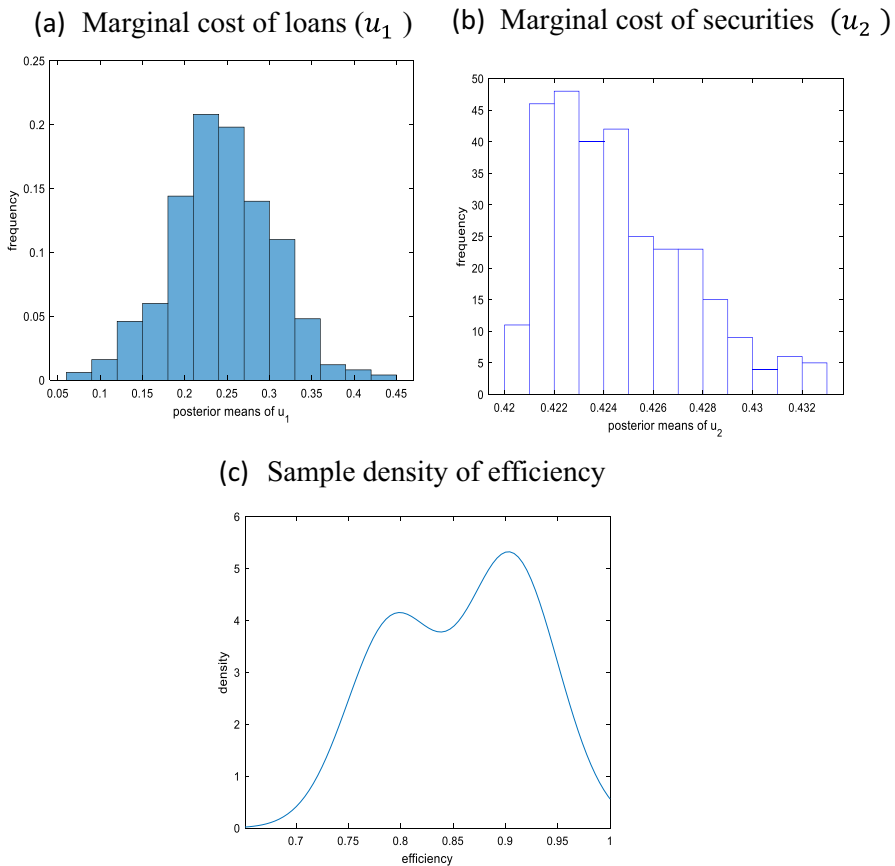 (a) Marginal cost of loans (u₁ )
(b) Marginal cost of securities (u₂ )
0.25
0.2
0.15
0.1
0.05
0
frequency
0.05 0.1 0.15 0.2 0.25 0.3 0.35 0.4 0.45
posterior means of u₁
50
45
40
35
30
25
20
15
10
5
0
frequency
0.42 0.422 0.424 0.426 0.428 0.43 0.432
posterior means of u₂
(c) Sample density of efficiency
6
5
4
3
2
1
0
density
0.7 0.75 0.8 0.85 0.9 0.95 1
efficiency